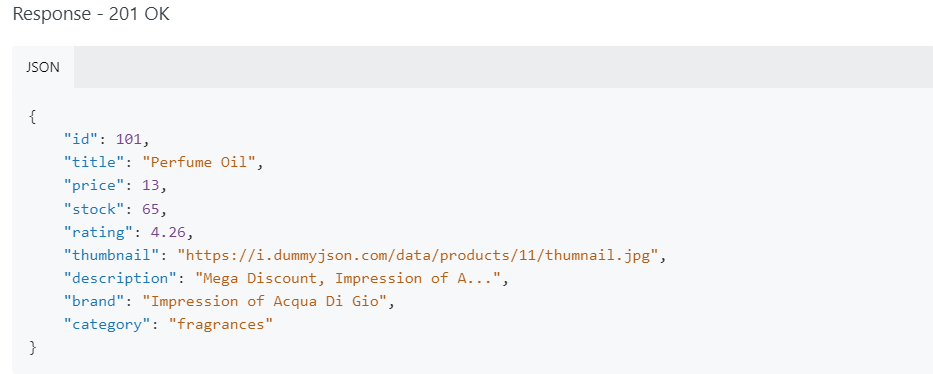 Response - 201 OK
JSON
{
    "id": 101,
    "title": "Perfume Oil",
    "price": 13,
    "stock": 65,
    "rating": 4.26,
    "thumbnail": "https://i.dummyjson.com/data/products/11/thumnail.jpg",
    "description": "Mega Discount, Impression of A...",
    "brand": "Impression of Acqua Di Gio",
    "category": "fragrances"
}